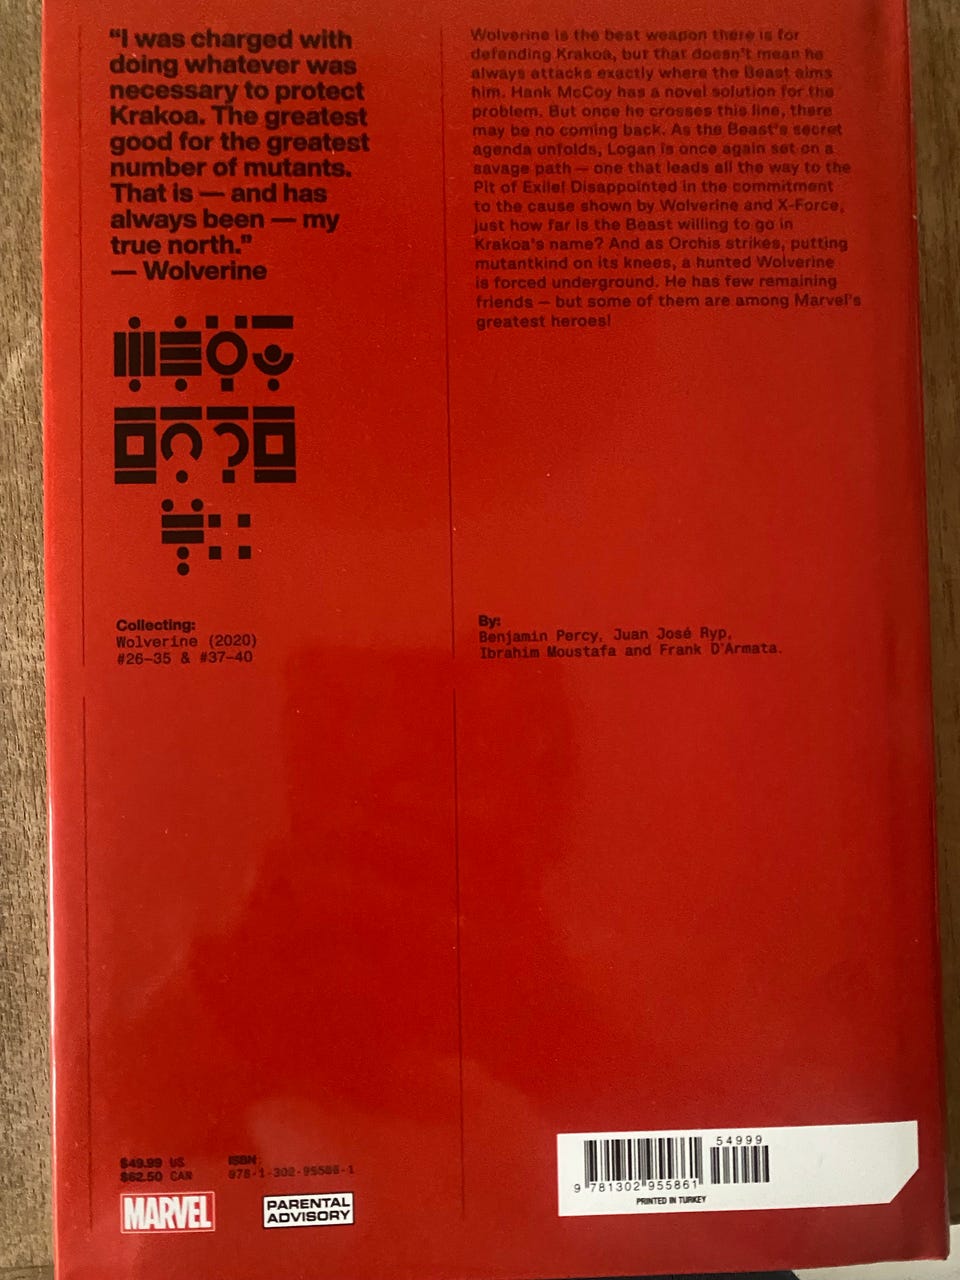 “I was charged with
doing whatever was
necessary to protect
Krakoa. The greatest
good for the greatest
number of mutants.
That is — and has
always been — my
true north.”
— Wolverine
Wolverine is the best weapon there is for
defending Krakoa, but that doesn't mean he
always attacks exactly where the Beast aims
him. Hank McCoy has a novel solution for the
problem. But once he crosses this line, there
may be no coming back. As the Beast's secret
agenda unfolds, Logan is once again set on a
savage path — one that leads all the way to the
Pit of Exile! Disappointed in the commitment
to the cause shown by Wolverine and X-Force,
just how far is the Beast willing to go in
Krakoa's name? And as Orchis strikes, putting
mutantkind on its knees, a hunted Wolverine
is forced underground. He has few remaining
friends — but some of them are among Marvel's
greatest heroes!
Collecting:
Wolverine (2020)
#26–35 & #37–40
By:
Benjamin Percy, Juan José Ryp,
Ibrahim Moustafa and Frank D'Armata.
$49.99 US
$62.50 CAN
ISBN:
978-1-302-95586-1
MARVEL
PARENTAL
ADVISORY
54999
9 781302 955861
PRINTED IN TURKEY